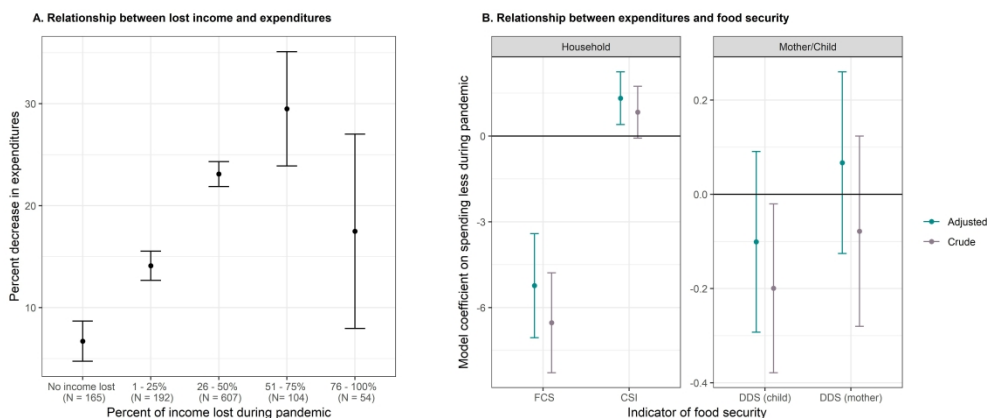 A. Relationship between lost income and expenditures
Percent decrease in expenditures
30
20
10
No income lost
(N = 165)
1 - 25%
(N = 192)
26 - 50%
(N = 607)
51 - 75%
(N= 104)
76 - 100%
(N = 54)
Percent of income lost during pandemic
B. Relationship between expenditures and food security
Model coefficient on spending less during pandemic
Household
0
-3
-6
FCS
CSI
Mother/Child
0.2
0.0
-0.2
-0.4
DDS (child)
DDS (mother)
Indicator of food security
Adjusted
Crude